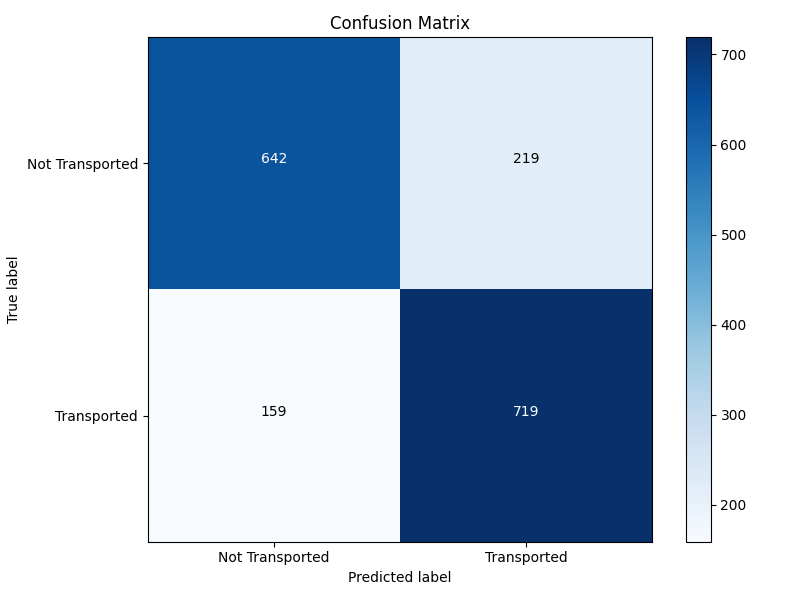 Confusion Matrix
True label
Not Transported
Transported
642
219
159
719
Not Transported
Transported
Predicted label
700
600
500
400
300
200